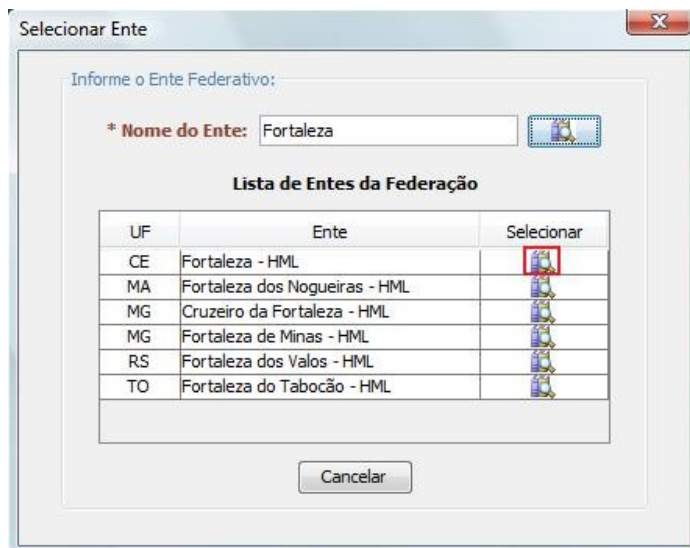 Selecionar Ente
Informe o Ente Federativo:
* Nome do Ente: Fortaleza
Lista de Entes da Federação
UF Ente Selecionar
CE Fortaleza - HML
MA Fortaleza dos Nogueiras - HML
MG Cruzeiro da Fortaleza - HML
MG Fortaleza de Minas - HML
RS Fortaleza dos Valos - HML
TO Fortaleza do Tabocão - HML
Cancelar